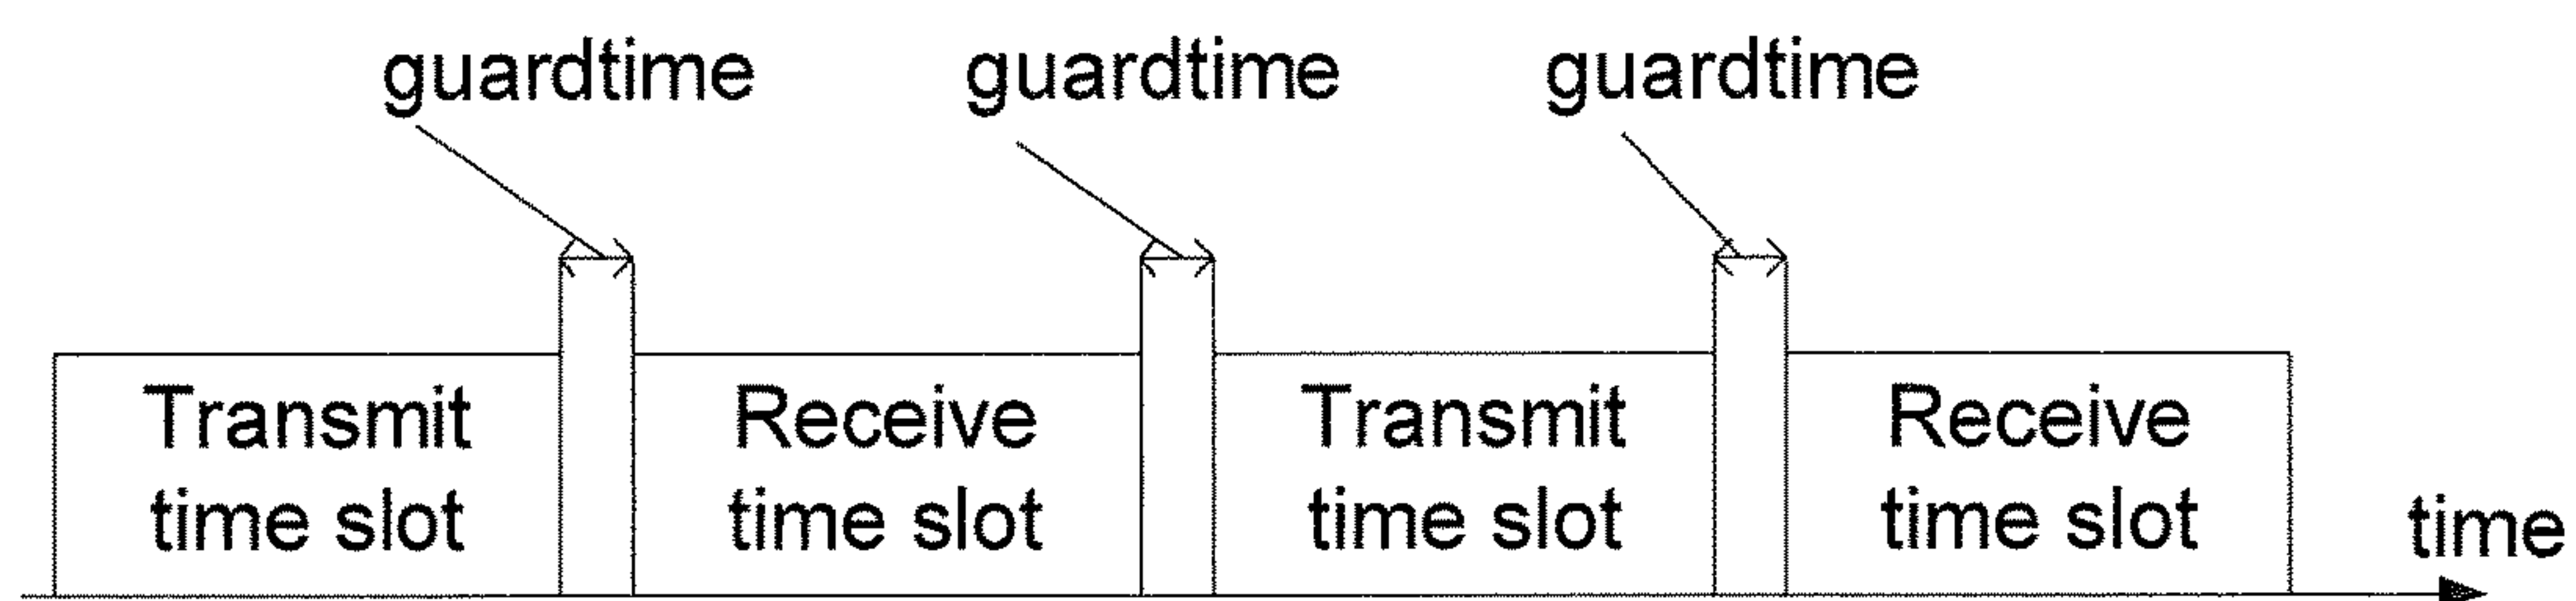 guardtime guardtime guardtime
Transmit Receive Transmit Receive
time slot time slot time slot time slot
time